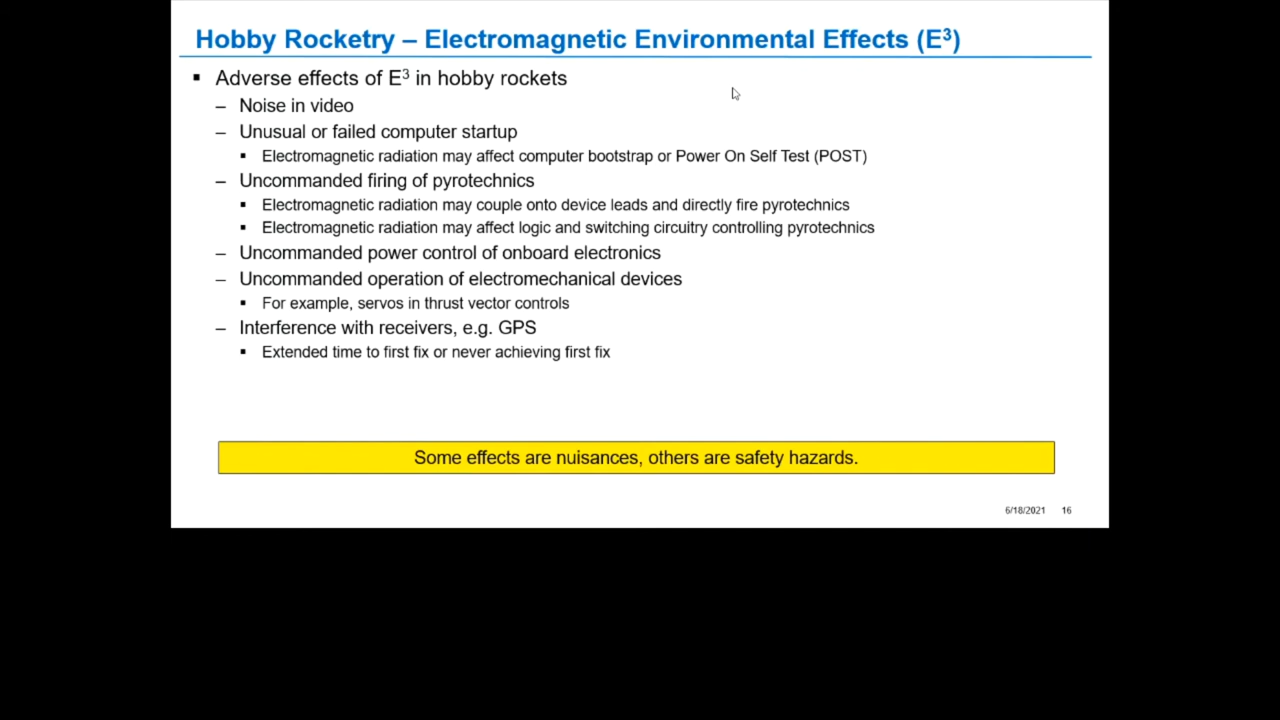 Hobby Rocketry – Electromagnetic Environmental Effects (E³)
▪ Adverse effects of E³ in hobby rockets
– Noise in video
– Unusual or failed computer startup
▪ Electromagnetic radiation may affect computer bootstrap or Power On Self Test (POST)
– Uncommanded firing of pyrotechnics
▪ Electromagnetic radiation may couple onto device leads and directly fire pyrotechnics
▪ Electromagnetic radiation may affect logic and switching circuitry controlling pyrotechnics
– Uncommanded power control of onboard electronics
– Uncommanded operation of electromechanical devices
▪ For example, servos in thrust vector controls
– Interference with receivers, e.g. GPS
▪ Extended time to first fix or never achieving first fix
Some effects are nuisances, others are safety hazards.
6/18/2021 16